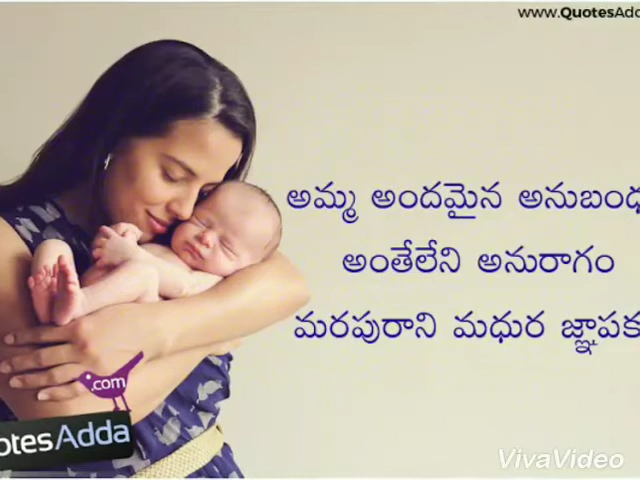 www.QuotesAdd
అమ్మ అందమైన అనుబంధ
అంతేలేని అనురాగం
మరపురాని మధుర జ్ఞాపక
.com
otesAdda
VivaVideo